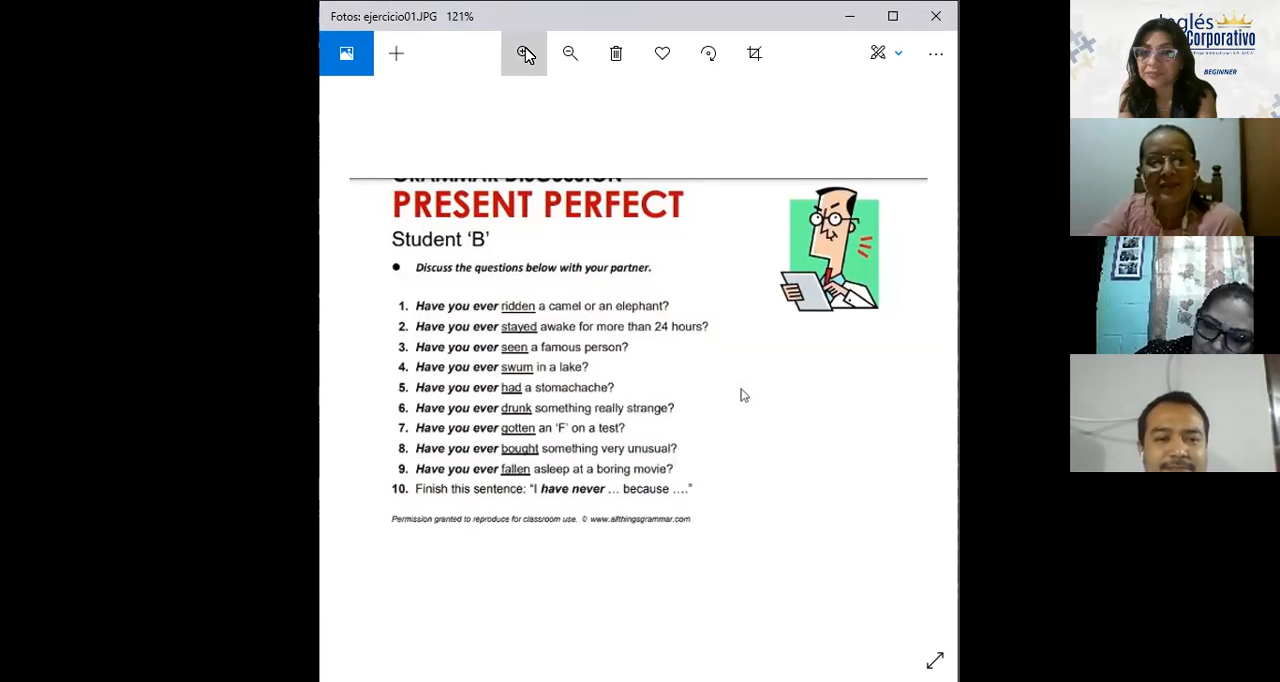 Fotos: ejercicio01.JPG 121%
GRAMMAR DISCUSSION
PRESENT PERFECT
Student ‘B’
● Discuss the questions below with your partner.
1. Have you ever ridden a camel or an elephant?
2. Have you ever stayed awake for more than 24 hours?
3. Have you ever seen a famous person?
4. Have you ever swum in a lake?
5. Have you ever had a stomachache?
6. Have you ever drunk something really strange?
7. Have you ever gotten an ‘F’ on a test?
8. Have you ever bought something very unusual?
9. Have you ever fallen asleep at a boring movie?
10. Finish this sentence: “I have never … because ….”
Permission granted to reproduce for classroom use. © www.allthingsgrammar.com
Inglés
Corporativo
BEGINNER